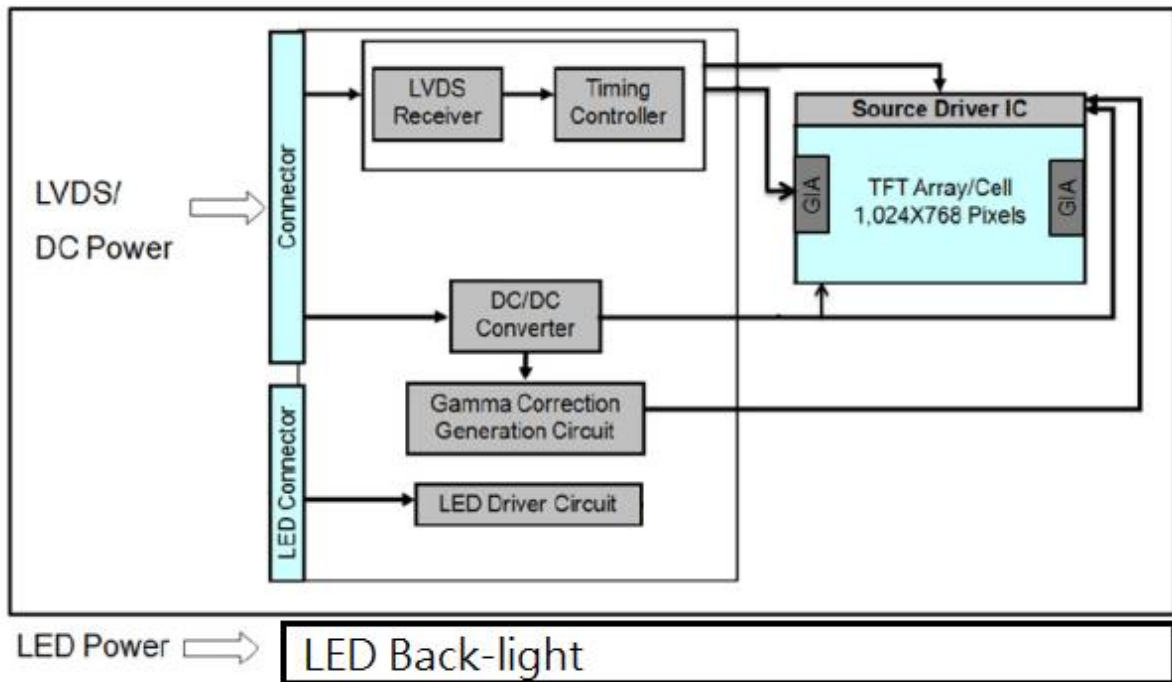 LVDS/
DC Power
Connector
LVDS
Receiver
Timing
Controller
Source Driver IC
GIA
TFT Array/Cell
1,024X768 Pixels
GIA
DC/DC
Converter
Gamma Correction
Generation Circuit
LED Connector
LED Driver Circuit
LED Power
LED Back-light